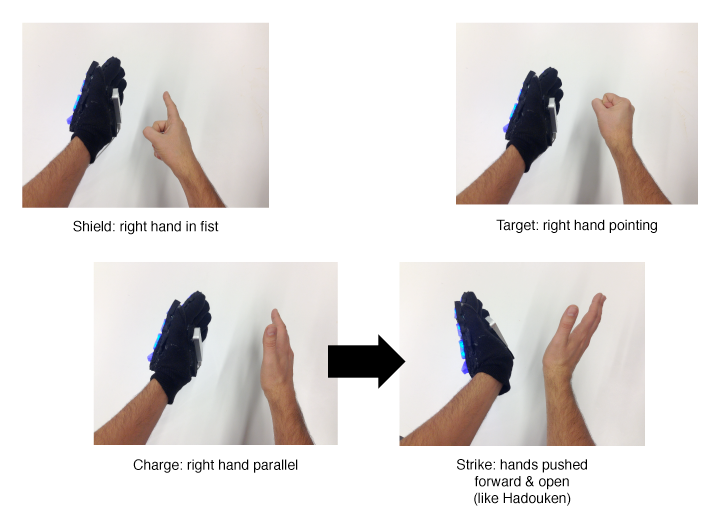 Shield: right hand in fist
Target: right hand pointing
Charge: right hand parallel
Strike: hands pushed
forward & open
(like Hadouken)